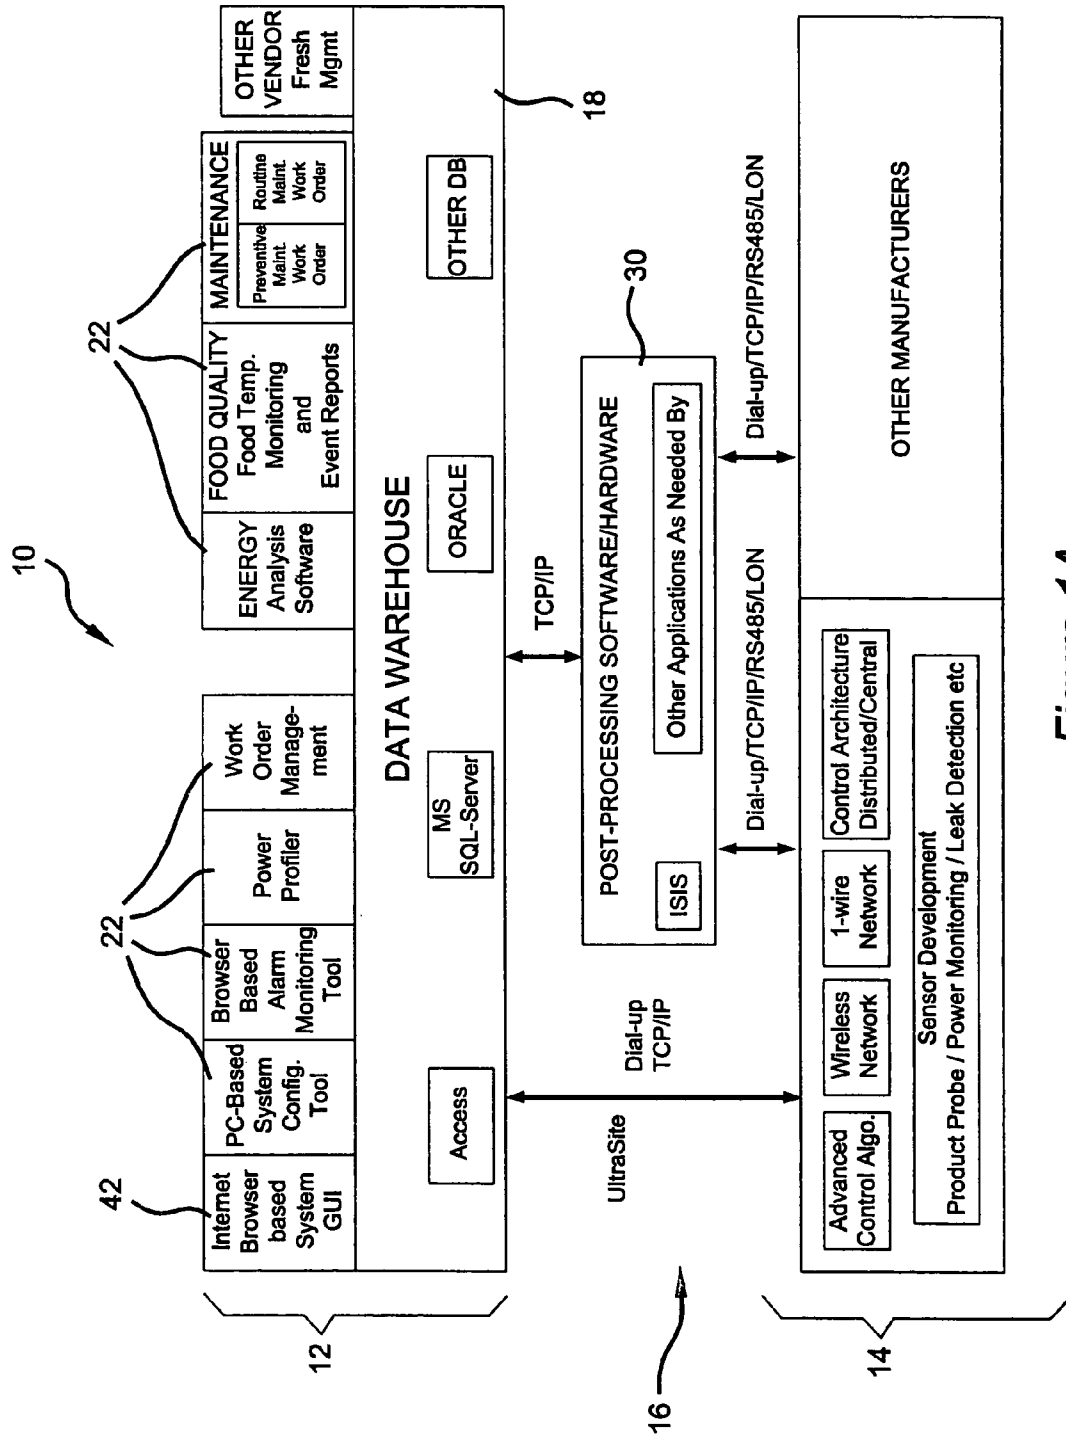 10
42
22
22
Internet
Browser
based
System
GUI
PC-Based
System
Config.
Tool
Browser
Based
Alarm
Monitoring
Tool
Power
Profiler
Work
Order
Manage-
ment
ENERGY
Analysis
Software
FOOD QUALITY
Food Temp.
Monitoring
and
Event Reports
MAINTENANCE
Preventive
Maint.
Work
Order
Routine
Maint.
Work
Order
OTHER
VENDOR
Fresh
Mgmt
12
DATA WAREHOUSE
Access
MS
SQL-Server
ORACLE
OTHER DB
18
16
UltraSite
Dial-up
TCP/IP
TCP/IP
POST-PROCESSING SOFTWARE/HARDWARE
ISIS
Other Applications As Needed By
30
Dial-up/TCP/IP/RS485/LON
Dial-up/TCP/IP/RS485/LON
14
Advanced
Control Algo.
Wireless
Network
1-wire
Network
Control Architecture
Distributed/Central
Sensor Development
Product Probe / Power Monitoring / Leak Detection etc
OTHER MANUFACTURERS
Figure 1A